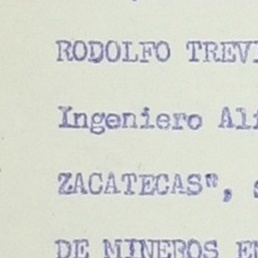 RODOLFO TREVI
Ingeniero Al
ZACATECAS",
DE MINEROS E